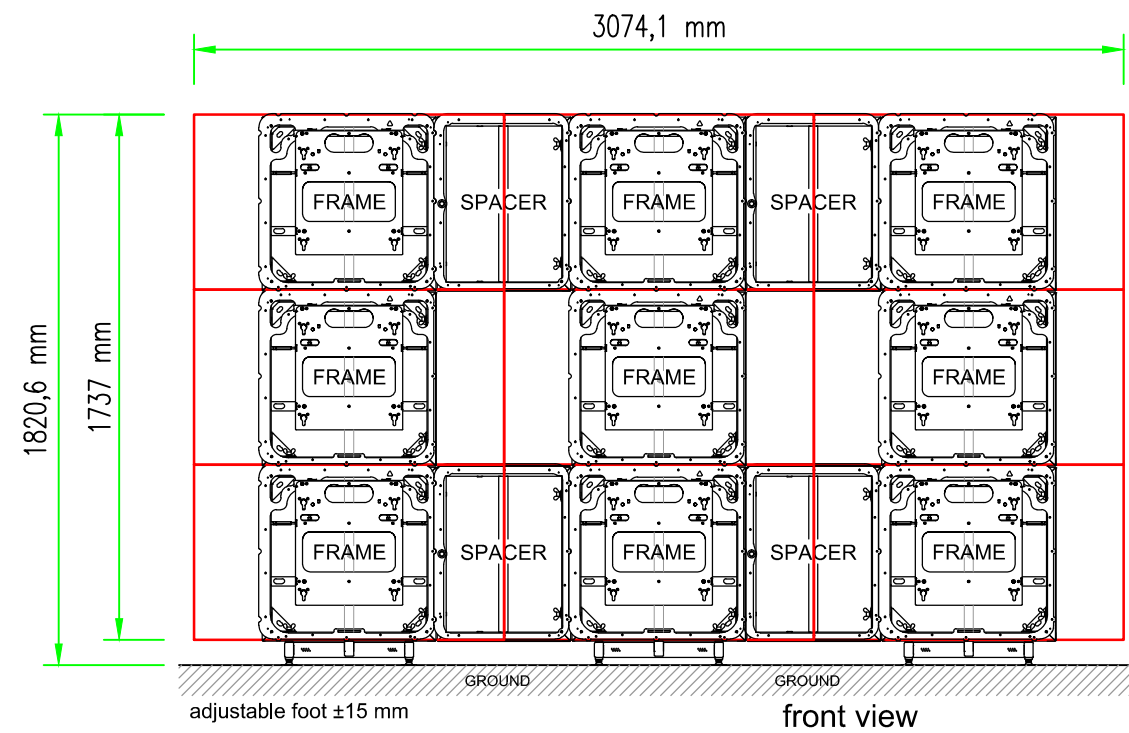 3074,1 mm
1820,6 mm
1737 mm
FRAME SPACER FRAME SPACER FRAME
FRAME FRAME FRAME
FRAME SPACER FRAME SPACER FRAME
GROUND GROUND
adjustable foot ±15 mm
front view